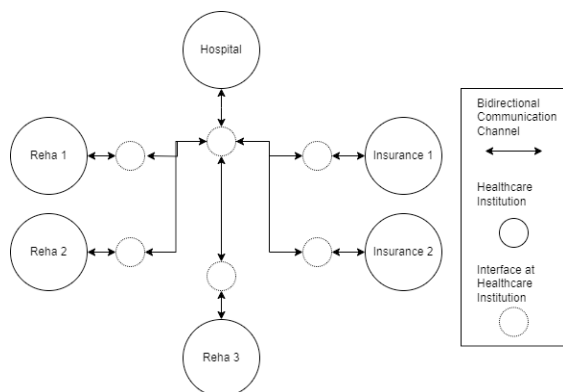 Hospital
Reha 1
Insurance 1
Reha 2
Insurance 2
Reha 3
Bidirectional
Communication
Channel
Healthcare
Institution
Interface at
Healthcare
Institution